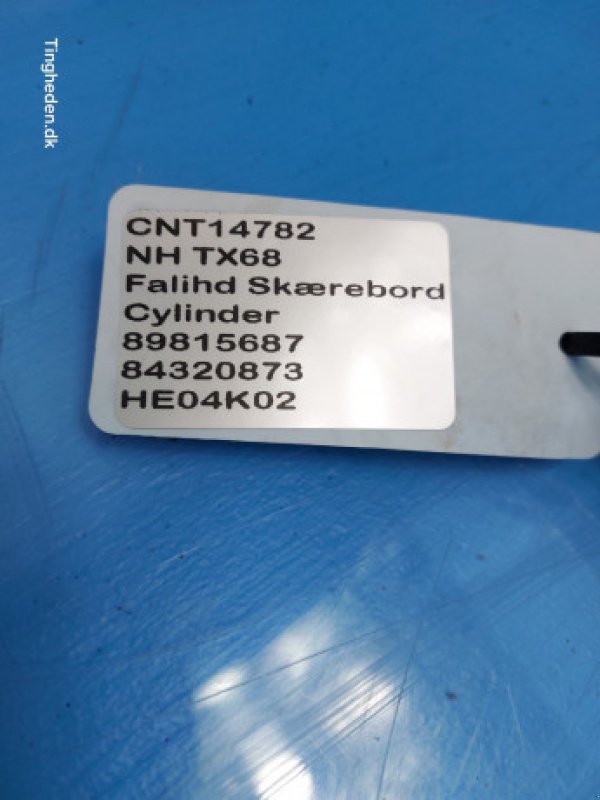 Tingheden.dk
CNT14782
NH TX68
Falihd Skærebord
Cylinder
89815687
84320873
HE04K02